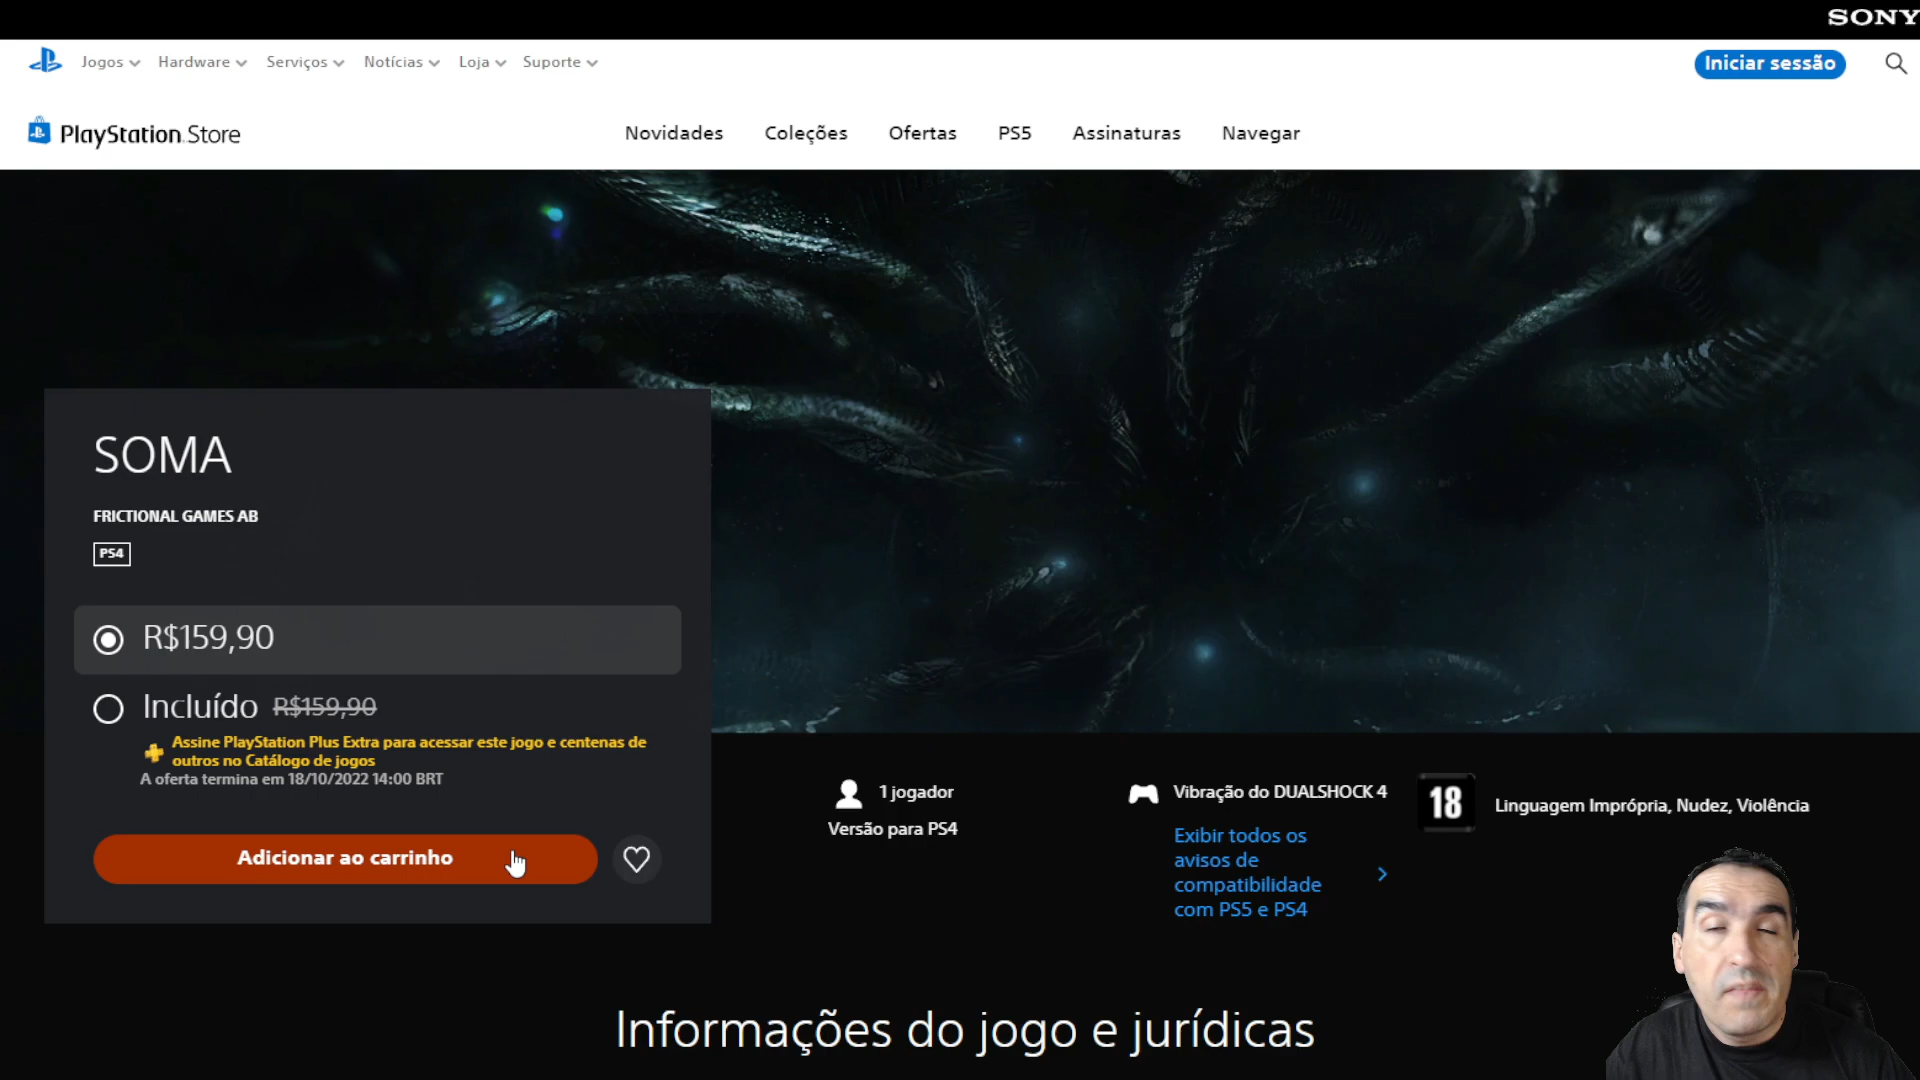 SONY
Jogos Hardware Serviços Notícias Loja Suporte
Iniciar sessão
PlayStation Store
Novidades Coleções Ofertas PS5 Assinaturas Navegar
SOMA
FRICTIONAL GAMES AB
PS4
R$159,90
Incluído R$159,90
Assine PlayStation Plus Extra para acessar este jogo e centenas de
outros no Catálogo de jogos
A oferta termina em 18/10/2022 14:00 BRT
Adicionar ao carrinho
1 jogador
Versão para PS4
Vibração do DUALSHOCK 4
Exibir todos os
avisos de
compatibilidade
com PS5 e PS4
18
Linguagem Imprópria, Nudez, Violência
Informações do jogo e jurídicas